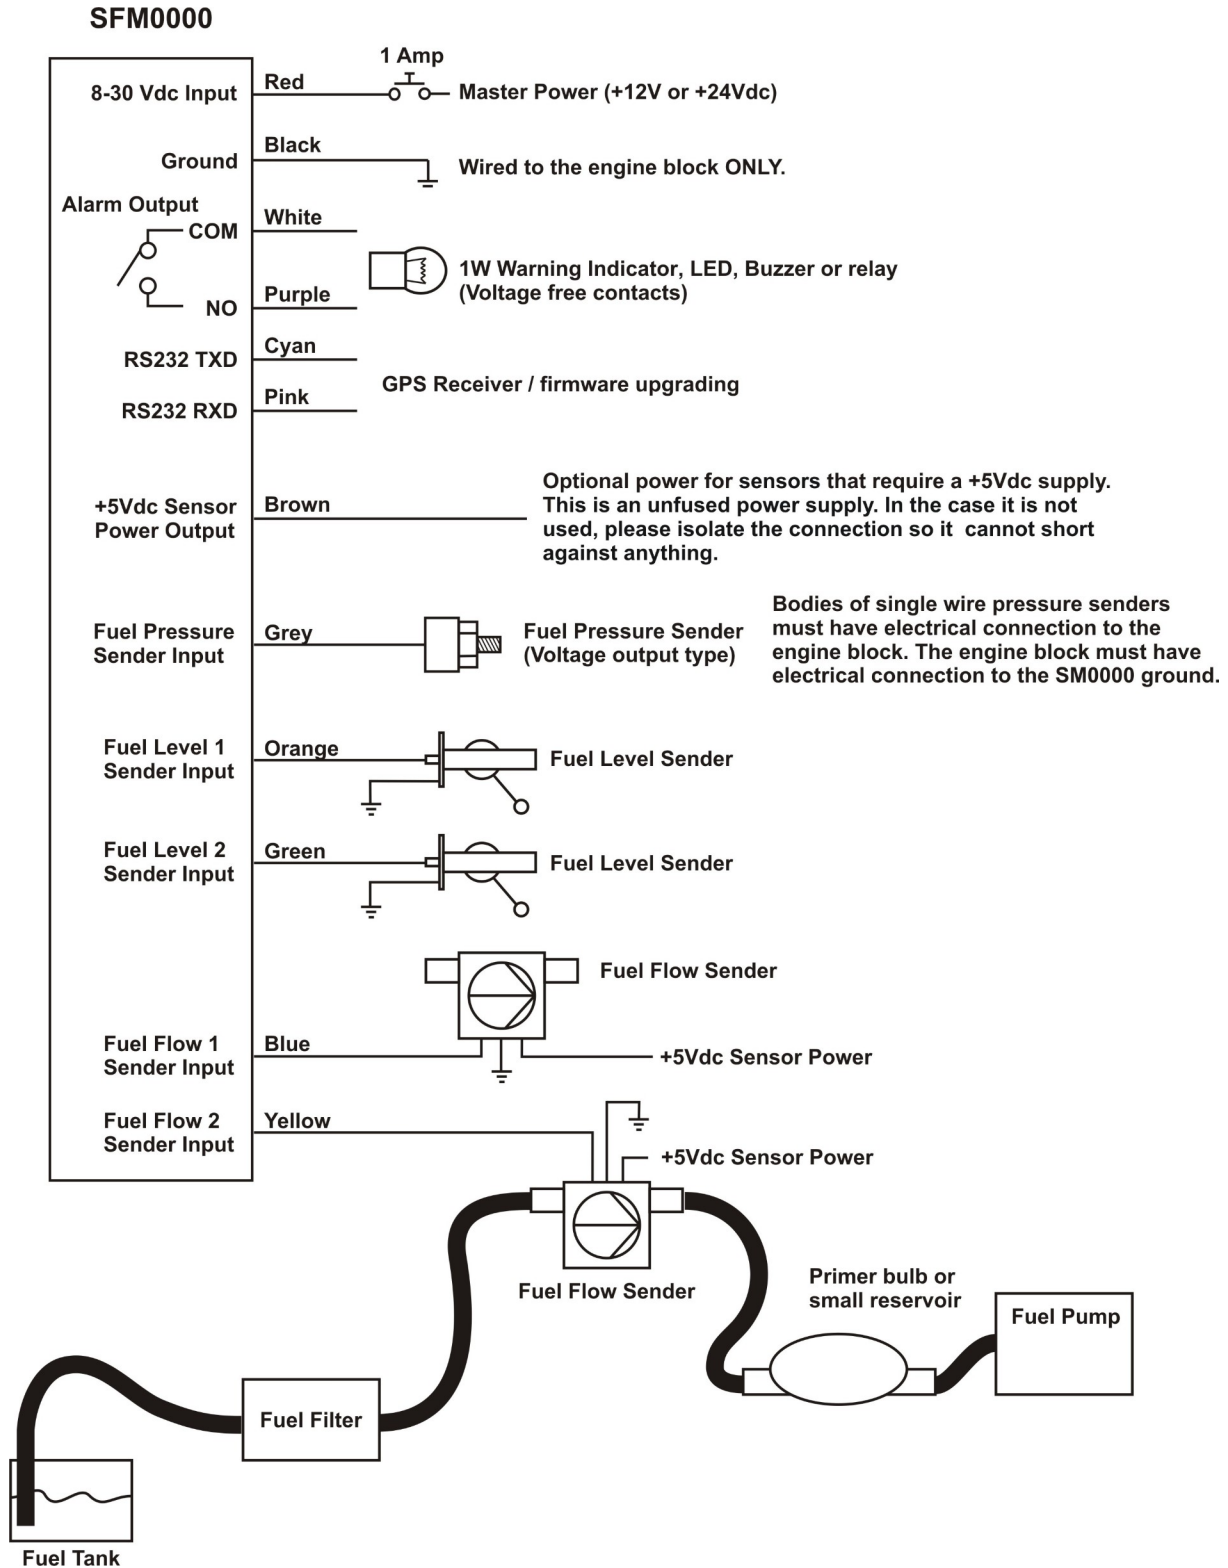 SFM0000
1 Amp
8-30 Vdc Input
Red
Master Power (+12V or +24Vdc)
Ground
Black
Wired to the engine block ONLY.
Alarm Output
COM
White
1W Warning Indicator, LED, Buzzer or relay
(Voltage free contacts)
NO
Purple
RS232 TXD
Cyan
GPS Receiver / firmware upgrading
RS232 RXD
Pink
+5Vdc Sensor
Power Output
Brown
Optional power for sensors that require a +5Vdc supply.
This is an unfused power supply. In the case it is not
used, please isolate the connection so it cannot short
against anything.
Fuel Pressure
Sender Input
Grey
Fuel Pressure Sender
(Voltage output type)
Bodies of single wire pressure senders
must have electrical connection to the
engine block. The engine block must have
electrical connection to the SM0000 ground.
Fuel Level 1
Sender Input
Orange
Fuel Level Sender
Fuel Level 2
Sender Input
Green
Fuel Level Sender
Fuel Flow Sender
Fuel Flow 1
Sender Input
Blue
+5Vdc Sensor Power
Fuel Flow 2
Sender Input
Yellow
+5Vdc Sensor Power
Fuel Flow Sender
Primer bulb or
small reservoir
Fuel Pump
Fuel Filter
Fuel Tank